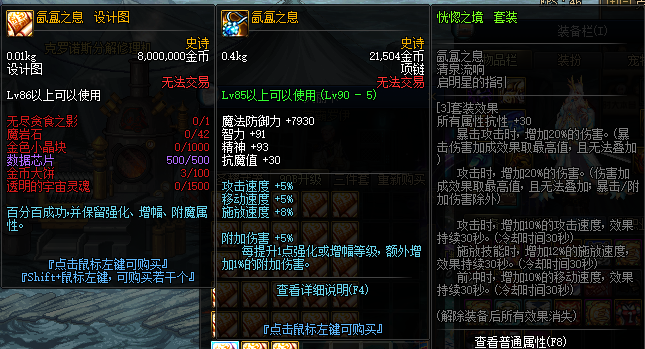 氤氲之息 设计图
史诗
0.01kg 8,000,000金币
设计图
无法交易
Lv86以上可以使用
无尽贪食之影 0/1
魔岩石 0/42
金色小晶块 0/1000
数据芯片 500/500
金币大饼 3/100
透明的宇宙灵魂 0/1500
百分百成功,并保留强化、增幅、附魔属性。
『点击鼠标左键可购买』
『Shift+鼠标左键, 可购买若干个』
氤氲之息
史诗
0.4kg 21,504金币
项链
无法交易
Lv85以上可以使用 (Lv90 - 5)
魔法防御力 +7930
智力 +91
精神 +93
抗魔值 +30
攻击速度 +5%
移动速度 +5%
施放速度 +8%
附加伤害 +5%
每提升1点强化或增幅等级,额外增加1%的附加伤害。
查看详细说明(F4)
『点击鼠标左键可购买』
恍惚之境 套装
装备栏(I)
装扮
宠
氤氲之息
清泉流响
启明星的指引
[3]套装效果
所有属性抗性 +30
暴击攻击时, 增加20%的伤害。(暴击伤害加成效果取最高值, 且无法叠加)
攻击时, 增加20%的伤害。(伤害加成效果取最高值, 且无法叠加; 暴击/附加伤害除外)
攻击时, 增加10%的攻击速度, 效果持续30秒。(冷却时间30秒)
施放技能时, 增加12%的施放速度, 效果持续30秒。(冷却时间30秒)
前冲时, 增加10%的移动速度, 效果持续30秒。(冷却时间30秒)
(解除装备后所有效果消失)
查看普通属性(F8)